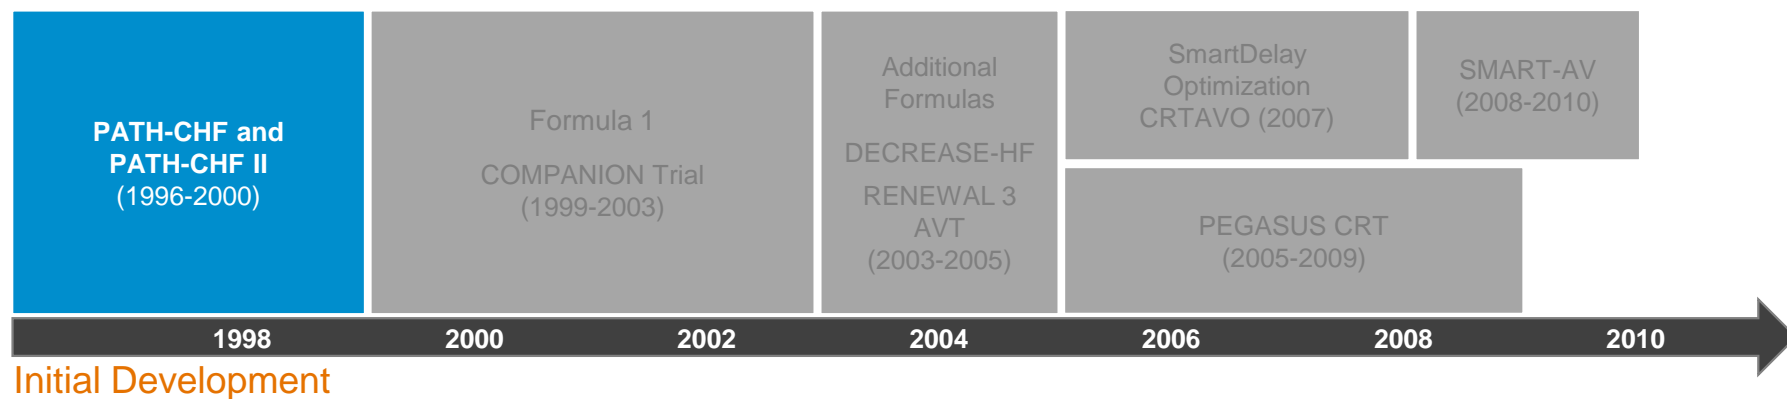 PATH-CHF and
PATH-CHF II
(1996-2000)
Formula 1
COMPANION Trial
(1999-2003)
Additional
Formulas
DECREASE-HF
RENEWAL 3
AVT
(2003-2005)
SmartDelay
Optimization
CRTAVO (2007)
SMART-AV
(2008-2010)
PEGASUS CRT
(2005-2009)
1998 2000 2002 2004 2006 2008 2010
Initial Development